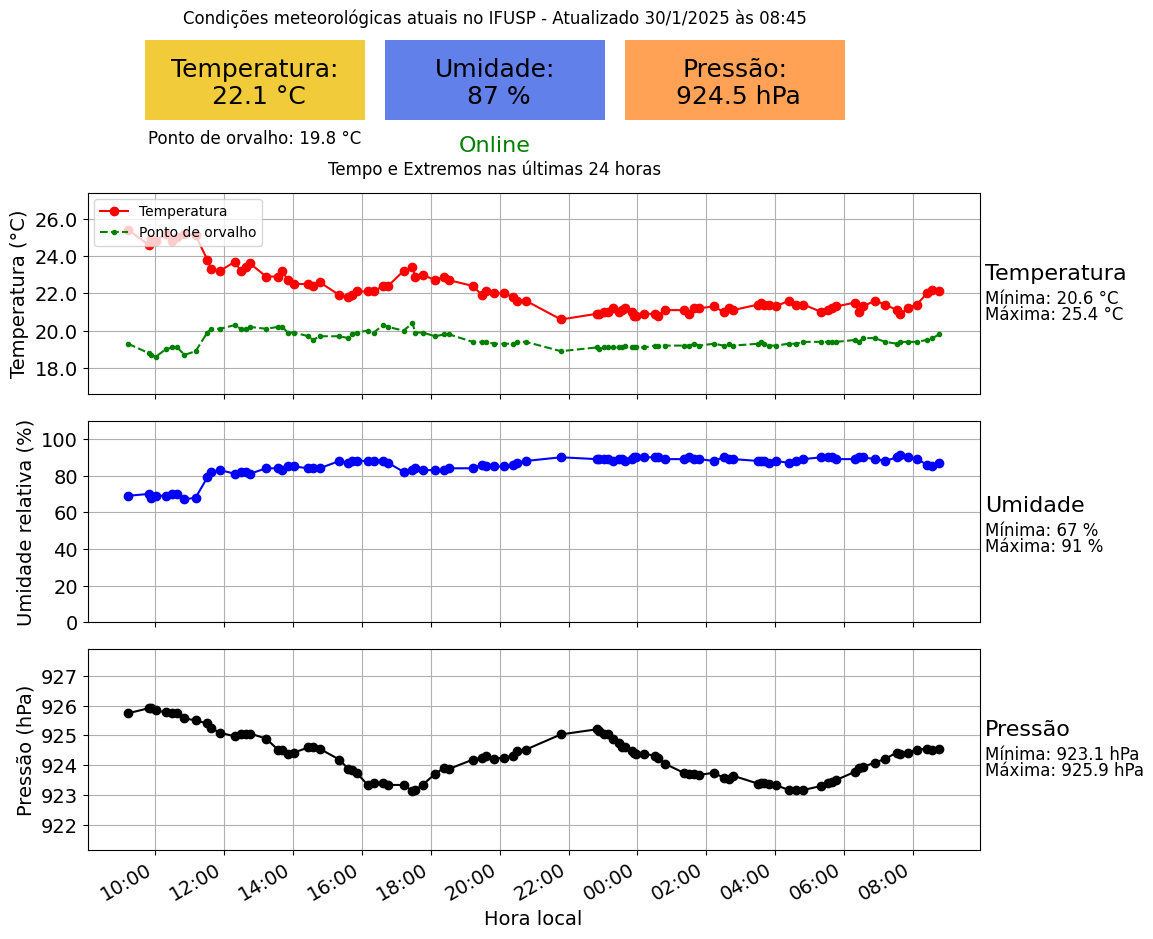 Condições meteorológicas atuais no IFUSP - Atualizado 30/1/2025 às 08:45
Temperatura:
22.1 °C
Umidade:
87 %
Pressão:
924.5 hPa
Ponto de orvalho: 19.8 °C
Online
Tempo e Extremos nas últimas 24 horas
Temperatura (°C)
26.0
24.0
22.0
20.0
18.0
Temperatura
Ponto de orvalho
Temperatura
Mínima: 20.6 °C
Máxima: 25.4 °C
Umidade relativa (%)
100
80
60
40
20
0
Umidade
Mínima: 67 %
Máxima: 91 %
Pressão (hPa)
927
926
925
924
923
922
Pressão
Mínima: 923.1 hPa
Máxima: 925.9 hPa
10:00 12:00 14:00 16:00 18:00 20:00 22:00 00:00 02:00 04:00 06:00 08:00
Hora local